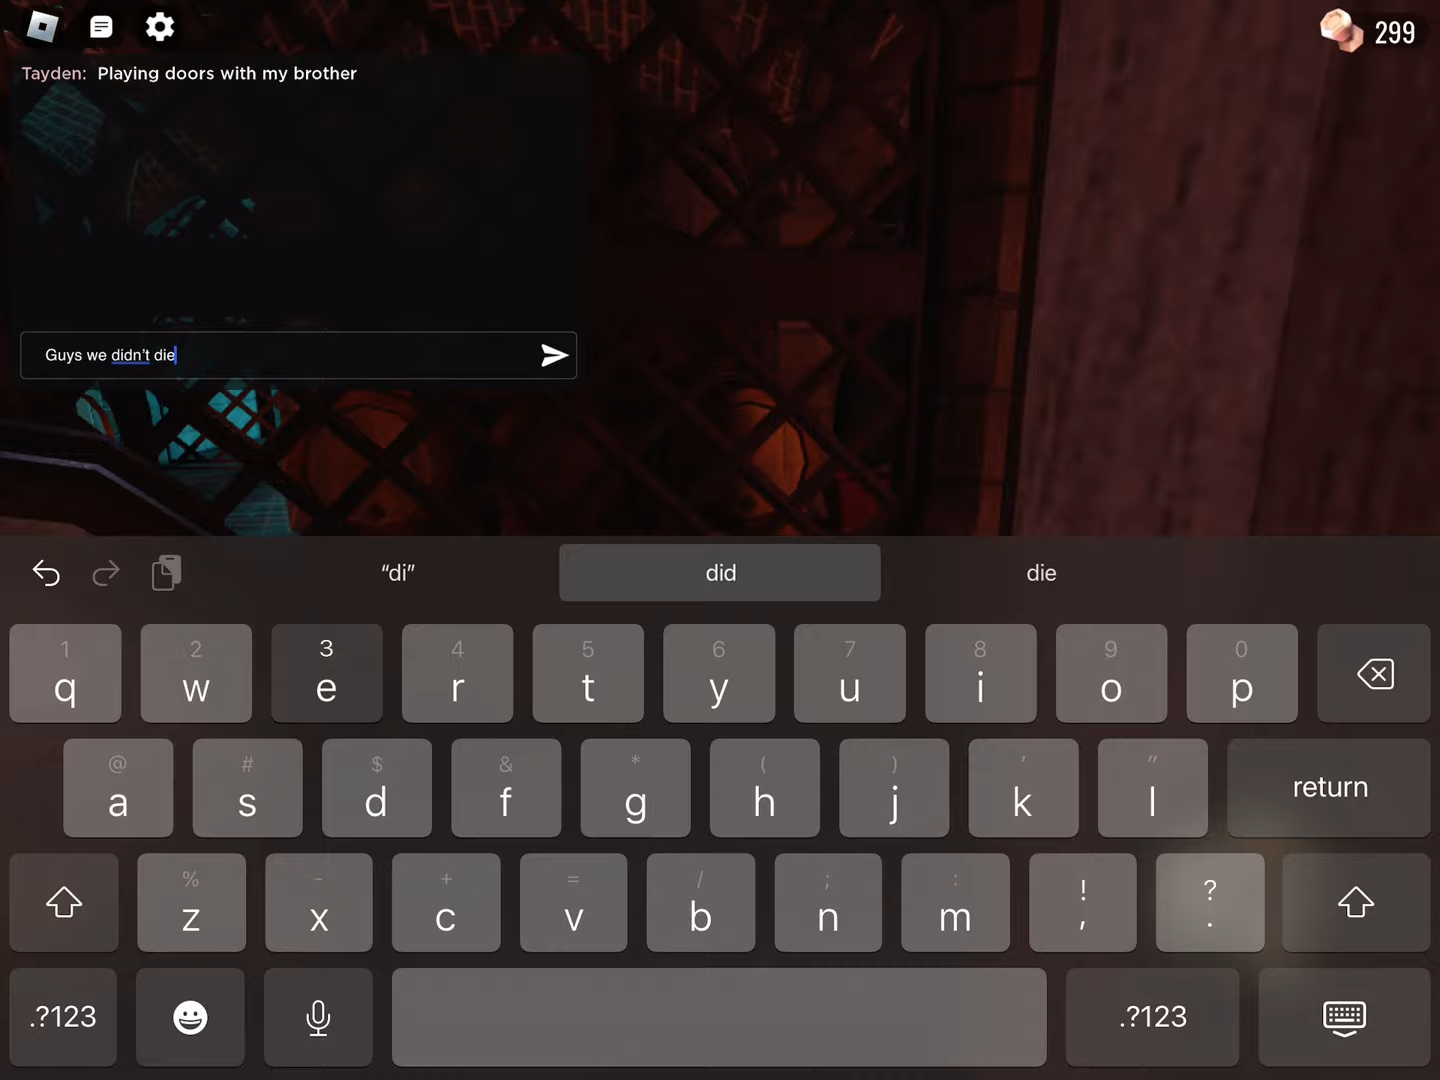 299
Tayden: Playing doors with my brother
Guys we didn't die
“di” did die
1 2 3 4 5 6 7 8 9 0
q w e r t y u i o p
@ # $ & * ( ) ' "
a s d f g h j k l return
% - + = / ; : ! ?
z x c v b n m , .
.?123 .?123